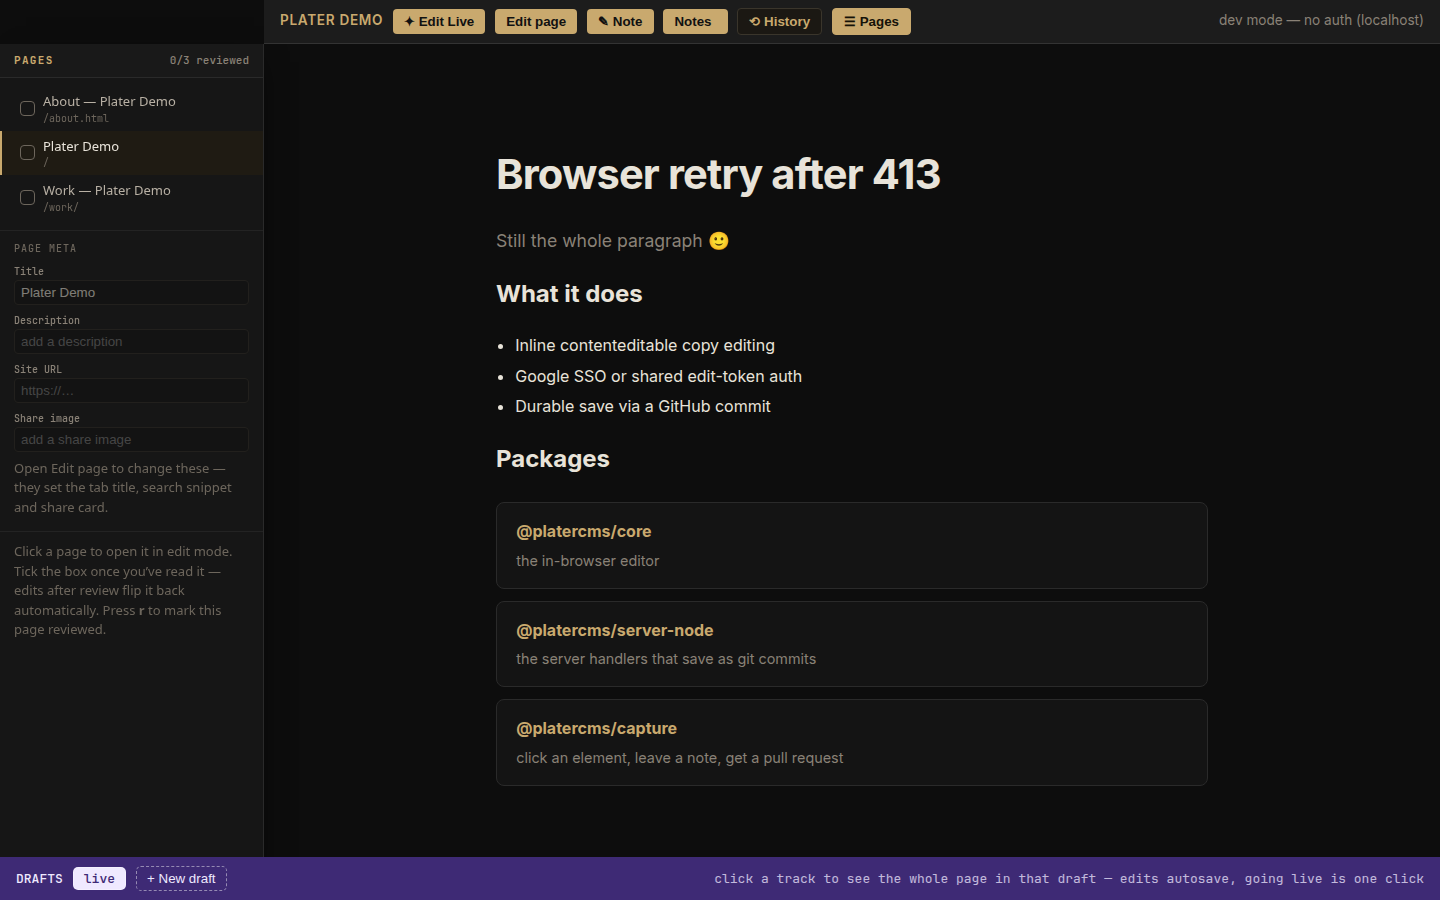 PLATER DEMO
✦ Edit Live
Edit page
✎ Note
Notes
⟲ History
☰ Pages
dev mode — no auth (localhost)
PAGES
0/3 reviewed
About — Plater Demo
/about.html
Plater Demo
/
Work — Plater Demo
/work/
PAGE META
Title
Plater Demo
Description
add a description
Site URL
https://…
Share image
add a share image
Open Edit page to change these —
they set the tab title, search snippet
and share card.
Click a page to open it in edit mode.
Tick the box once you’ve read it —
edits after review flip it back
automatically. Press r to mark this
page reviewed.
Browser retry after 413
Still the whole paragraph 🙂
What it does
• Inline contenteditable copy editing
• Google SSO or shared edit-token auth
• Durable save via a GitHub commit
Packages
@platercms/core
the in-browser editor
@platercms/server-node
the server handlers that save as git commits
@platercms/capture
click an element, leave a note, get a pull request
DRAFTS
live
+ New draft
click a track to see the whole page in that draft — edits autosave, going live is one click